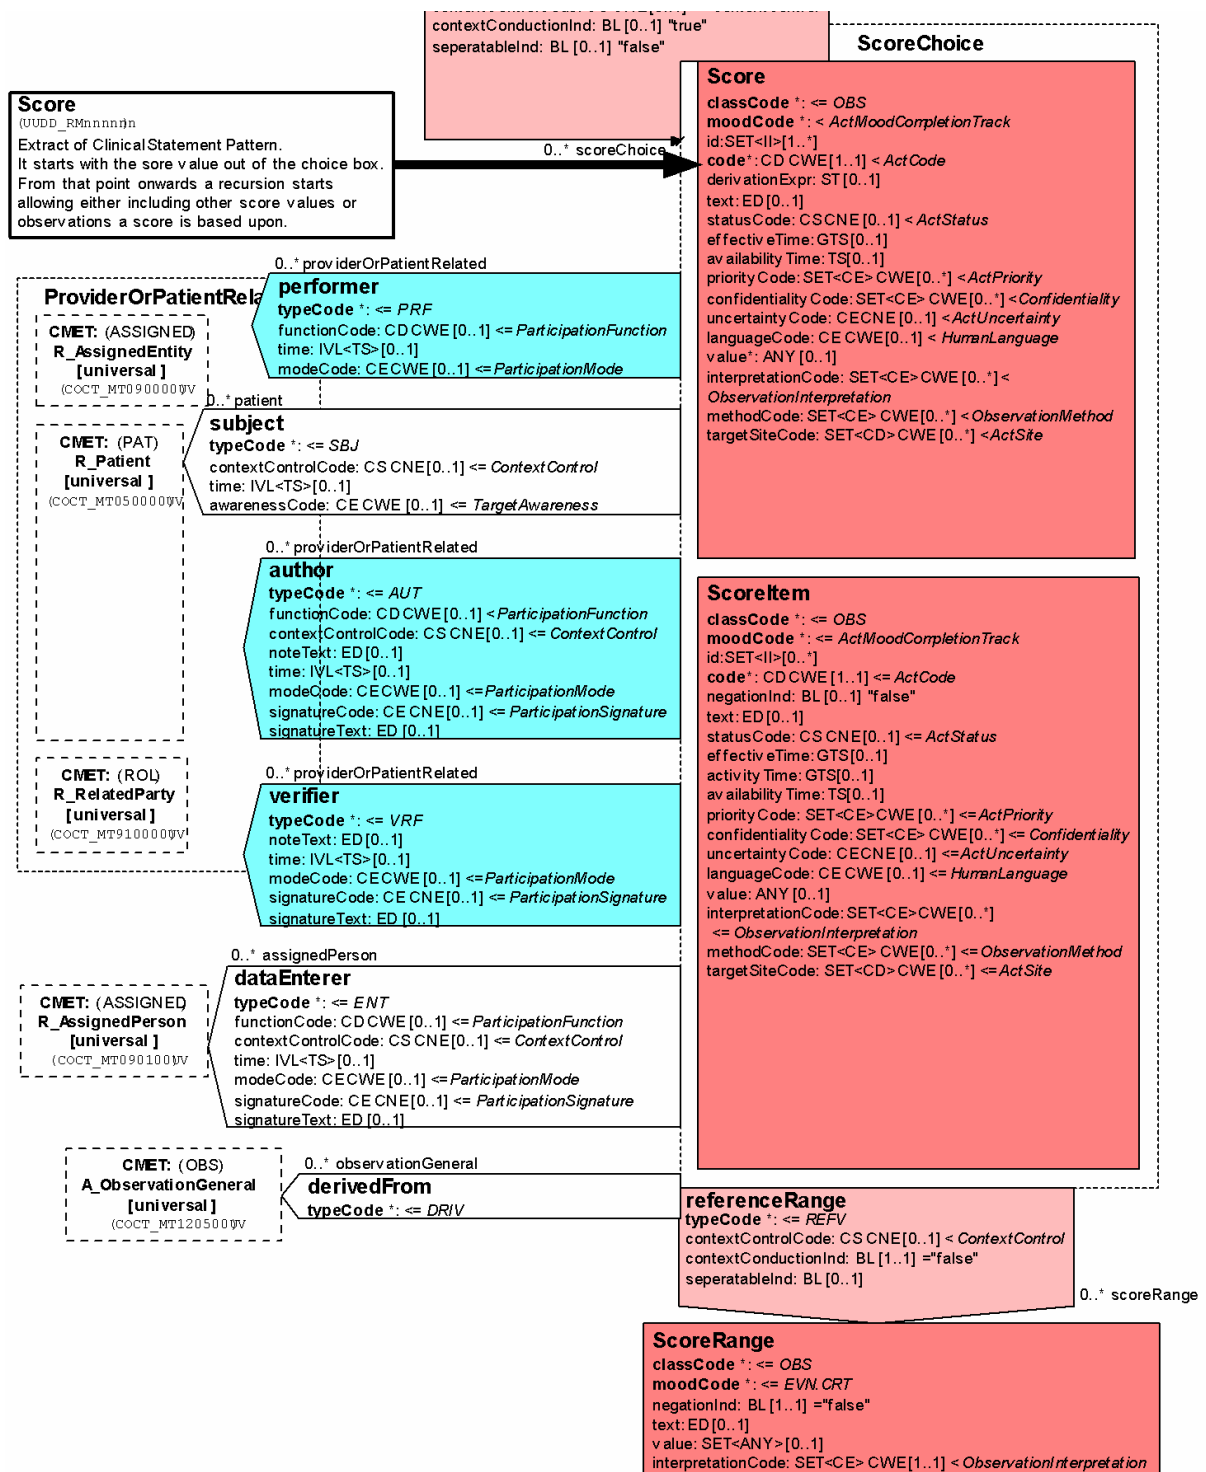 contextConductionInd: BL [0..1] "true"
seperatableInd: BL [0..1] "false"
ScoreChoice
Score
(UUDD_RMnnnnnn
Extract of Clinical Statement Pattern.
It starts with the sore value out of the choice box.
From that point onwards a recursion starts
allowing either including other score values or
observations a score is based upon.
0..* scoreChoice
Score
classCode *: <= OBS
moodCode *: < ActMoodCompletionTrack
id: SET<II> [1..*]
code*: CD CWE [1..1] < ActCode
derivationExpr: ST [0..1]
text: ED [0..1]
statusCode: CS CNE [0..1] < ActStatus
effectiveTime: GTS [0..1]
availabilityTime: TS [0..1]
priorityCode: SET<CE> CWE [0..*] < ActPriority
confidentialityCode: SET<CE> CWE [0..*] < Confidentiality
uncertaintyCode: CE CNE [0..1] < ActUncertainty
languageCode: CE CWE [0..1] < HumanLanguage
value*: ANY [0..1]
interpretationCode: SET<CE> CWE [0..*] <
ObservationInterpretation
methodCode: SET<CE> CWE [0..*] < ObservationMethod
targetSiteCode: SET<CD> CWE [0..*] < ActSite
ProviderOrPatientRela
CMET: (ASSIGNED)
R_AssignedEntity
[universal]
(COCT_MT090000UV
CMET: (PAT)
R_Patient
[universal]
(COCT_MT050000UV
CMET: (ROL)
R_RelatedParty
[universal]
(COCT_MT910000UV
0..* providerOrPatientRelated
performer
typeCode *: <= PRF
functionCode: CD CWE [0..1] <= ParticipationFunction
time: IVL<TS> [0..1]
modeCode: CE CWE [0..1] <= ParticipationMode
0..* patient
subject
typeCode *: <= SBJ
contextControlCode: CS CNE [0..1] <= ContextControl
time: IVL<TS> [0..1]
awarenessCode: CE CWE [0..1] <= TargetAwareness
0..* providerOrPatientRelated
author
typeCode *: <= AUT
functionCode: CD CWE [0..1] < ParticipationFunction
contextControlCode: CS CNE [0..1] <= ContextControl
noteText: ED [0..1]
time: IVL<TS> [0..1]
modeCode: CE CWE [0..1] <= ParticipationMode
signatureCode: CE CNE [0..1] <= ParticipationSignature
signatureText: ED [0..1]
0..* providerOrPatientRelated
verifier
typeCode *: <= VRF
noteText: ED [0..1]
time: IVL<TS> [0..1]
modeCode: CE CWE [0..1] <= ParticipationMode
signatureCode: CE CNE [0..1] <= ParticipationSignature
signatureText: ED [0..1]
ScoreItem
classCode *: <= OBS
moodCode *: <= ActMoodCompletionTrack
id: SET<II> [0..*]
code*: CD CWE [1..1] <= ActCode
negationInd: BL [0..1] "false"
text: ED [0..1]
statusCode: CS CNE [0..1] <= ActStatus
effectiveTime: GTS [0..1]
activityTime: GTS [0..1]
availabilityTime: TS [0..1]
priorityCode: SET<CE> CWE [0..*] <= ActPriority
confidentialityCode: SET<CE> CWE [0..*] <= Confidentiality
uncertaintyCode: CE CNE [0..1] <= ActUncertainty
languageCode: CE CWE [0..1] <= HumanLanguage
value: ANY [0..1]
interpretationCode: SET<CE> CWE [0..*]
<= ObservationInterpretation
methodCode: SET<CE> CWE [0..*] <= ObservationMethod
targetSiteCode: SET<CD> CWE [0..*] <= ActSite
0..* assignedPerson
dataEnterer
typeCode *: <= ENT
functionCode: CD CWE [0..1] <= ParticipationFunction
contextControlCode: CS CNE [0..1] <= ContextControl
time: IVL<TS> [0..1]
modeCode: CE CWE [0..1] <= ParticipationMode
signatureCode: CE CNE [0..1] <= ParticipationSignature
signatureText: ED [0..1]
CMET: (ASSIGNED)
R_AssignedPerson
[universal]
(COCT_MT090100UV
CMET: (OBS)
A_ObservationGeneral
[universal]
(COCT_MT120500UV
0..* observationGeneral
derivedFrom
typeCode *: <= DRIV
referenceRange
typeCode *: <= REFV
contextControlCode: CS CNE [0..1] < ContextControl
contextConductionInd: BL [1..1] ="false"
seperatableInd: BL [0..1]
0..* scoreRange
ScoreRange
classCode *: <= OBS
moodCode *: <= EVN.CRT
negationInd: BL [1..1] ="false"
text: ED [0..1]
value: SET<ANY> [0..1]
interpretationCode: SET<CE> CWE [1..1] < ObservationInterpretation